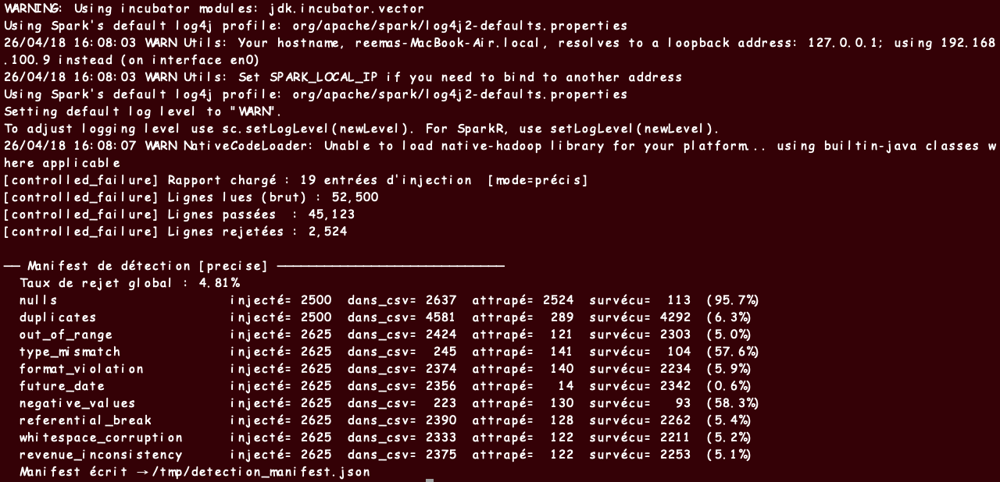 WARNING: Using incubator modules: jdk.incubator.vector
Using Spark's default log4j profile: org/apache/spark/log4j2-defaults.properties
26/04/18 16:08:03 WARN Utils: Your hostname, reemas-MacBook-Air.local, resolves to a loopback address: 127.0.0.1; using 192.168
.100.9 instead (on interface en0)
26/04/18 16:08:03 WARN Utils: Set SPARK_LOCAL_IP if you need to bind to another address
Using Spark's default log4j profile: org/apache/spark/log4j2-defaults.properties
Setting default log level to "WARN".
To adjust logging level use sc.setLogLevel(newLevel). For SparkR, use setLogLevel(newLevel).
26/04/18 16:08:07 WARN NativeCodeLoader: Unable to load native-hadoop library for your platform... using builtin-java classes w
here applicable
[controlled_failure] Rapport chargé : 19 entrées d'injection  [mode=précis]
[controlled_failure] Lignes lues (brut) : 52,500
[controlled_failure] Lignes passées  : 45,123
[controlled_failure] Lignes rejetées : 2,524
── Manifest de détection [precise] ─────────────────────────────
  Taux de rejet global : 4.81%
  nulls                      injecté= 2500  dans_csv= 2637  attrapé= 2524  survécu=  113  (95.7%)
  duplicates                 injecté= 2500  dans_csv= 4581  attrapé=  289  survécu= 4292  (6.3%)
  out_of_range               injecté= 2625  dans_csv= 2424  attrapé=  121  survécu= 2303  (5.0%)
  type_mismatch              injecté= 2625  dans_csv=  245  attrapé=  141  survécu=  104  (57.6%)
  format_violation           injecté= 2625  dans_csv= 2374  attrapé=  140  survécu= 2234  (5.9%)
  future_date                injecté= 2625  dans_csv= 2356  attrapé=   14  survécu= 2342  (0.6%)
  negative_values            injecté= 2625  dans_csv=  223  attrapé=  130  survécu=   93  (58.3%)
  referential_break          injecté= 2625  dans_csv= 2390  attrapé=  128  survécu= 2262  (5.4%)
  whitespace_corruption      injecté= 2625  dans_csv= 2333  attrapé=  122  survécu= 2211  (5.2%)
  revenue_inconsistency      injecté= 2625  dans_csv= 2375  attrapé=  122  survécu= 2253  (5.1%)
  Manifest écrit → /tmp/detection_manifest.json